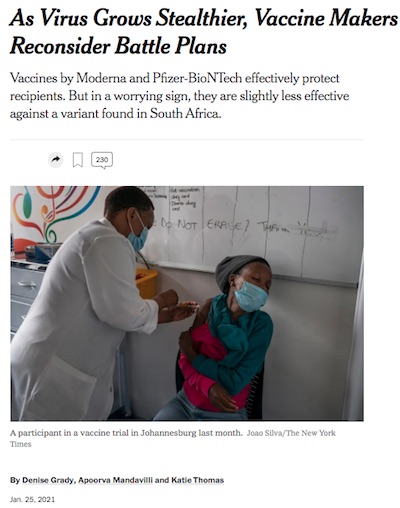 As Virus Grows Stealthier, Vaccine Makers
Reconsider Battle Plans
Vaccines by Moderna and Pfizer-BioNTech effectively protect
recipients. But in a worrying sign, they are slightly less effective
against a variant found in South Africa.
230
DO NOT ERASE!
A participant in a vaccine trial in Johannesburg last month. Joao Silva/The New York
Times
By Denise Grady, Apoorva Mandavilli and Katie Thomas
Jan. 25, 2021